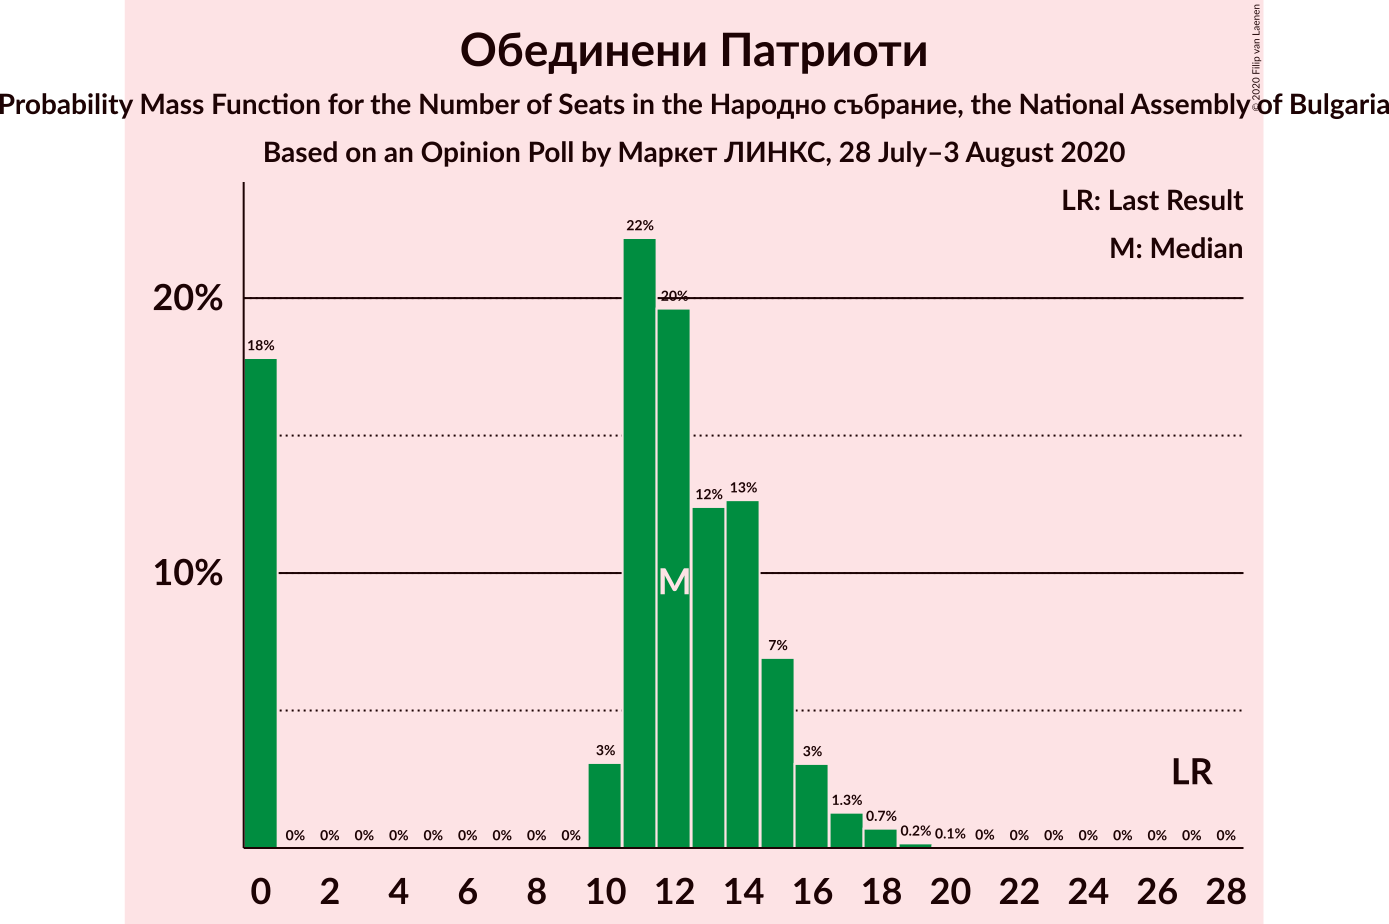 Обединени Патриоти
Probability Mass Function for the Number of Seats in the Народно събрание, the National Assembly of Bulgaria
Based on an Opinion Poll by Маркет ЛИНКС, 28 July–3 August 2020
© 2020 Filip van Laenen
LR: Last Result
M: Median
22%
20%
20%
18%
12%
13%
10%
M
7%
3%
3%
LR
1.3%
0.7%
0% 0% 0% 0% 0% 0% 0% 0% 0% 0.2% 0.1% 0% 0% 0% 0% 0% 0% 0% 0%
0 2 4 6 8 10 12 14 16 18 20 22 24 26 28